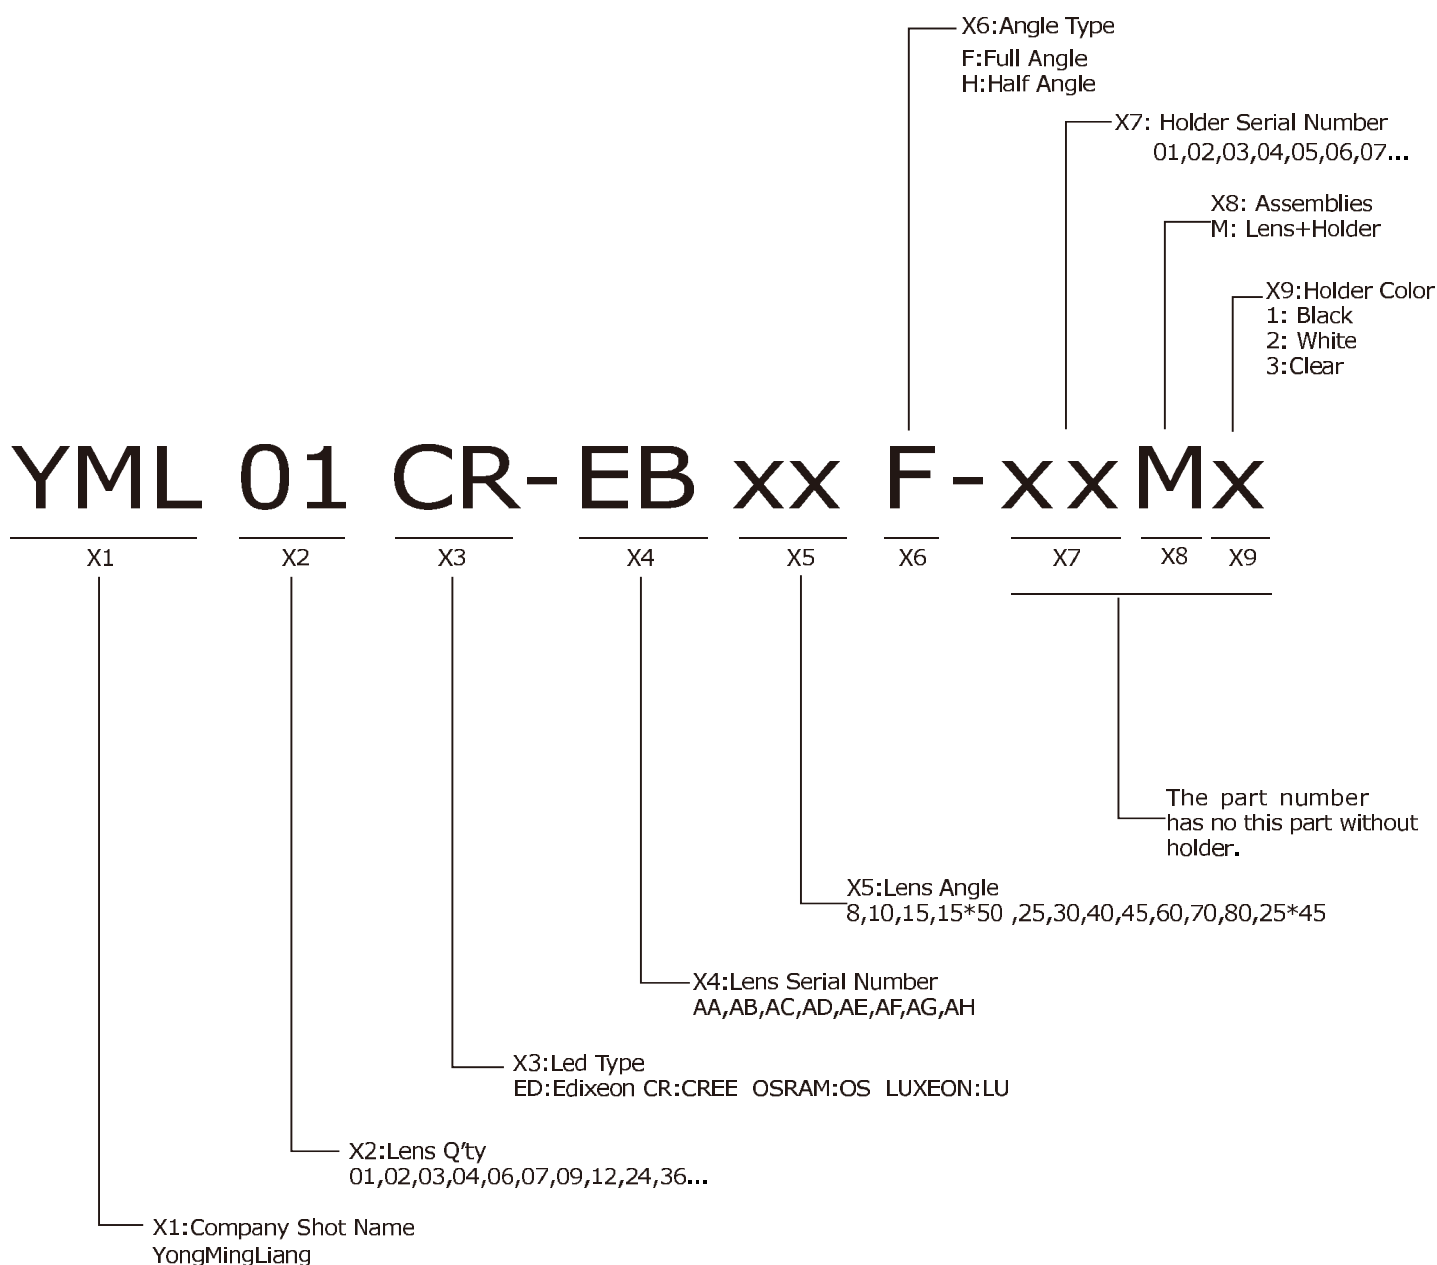 X6:Angle Type
F:Full Angle
H:Half Angle
X7: Holder Serial Number
01,02,03,04,05,06,07...
X8: Assemblies
M: Lens+Holder
X9:Holder Color
1: Black
2: White
3:Clear
YML 01 CR-EB xx F-xxMx
X1 X2 X3 X4 X5 X6 X7 X8 X9
The part number
has no this part without
holder.
X5:Lens Angle
8,10,15,15*50 ,25,30,40,45,60,70,80,25*45
X4:Lens Serial Number
AA,AB,AC,AD,AE,AF,AG,AH
X3:Led Type
ED:Edixeon CR:CREE OSRAM:OS LUXEON:LU
X2:Lens Q'ty
01,02,03,04,06,07,09,12,24,36...
X1:Company Shot Name
YongMingLiang